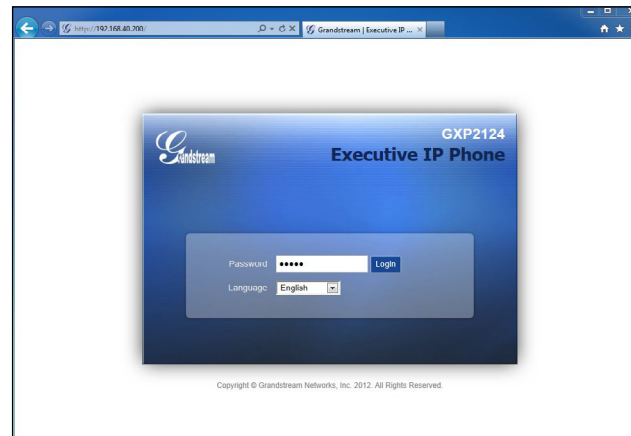 http://192.168.40.200/
Grandstream | Executive IP ...
Grandstream
GXP2124
Executive IP Phone
Password •••••
Login
Language English
Copyright © Grandstream Networks, Inc. 2012. All Rights Reserved.